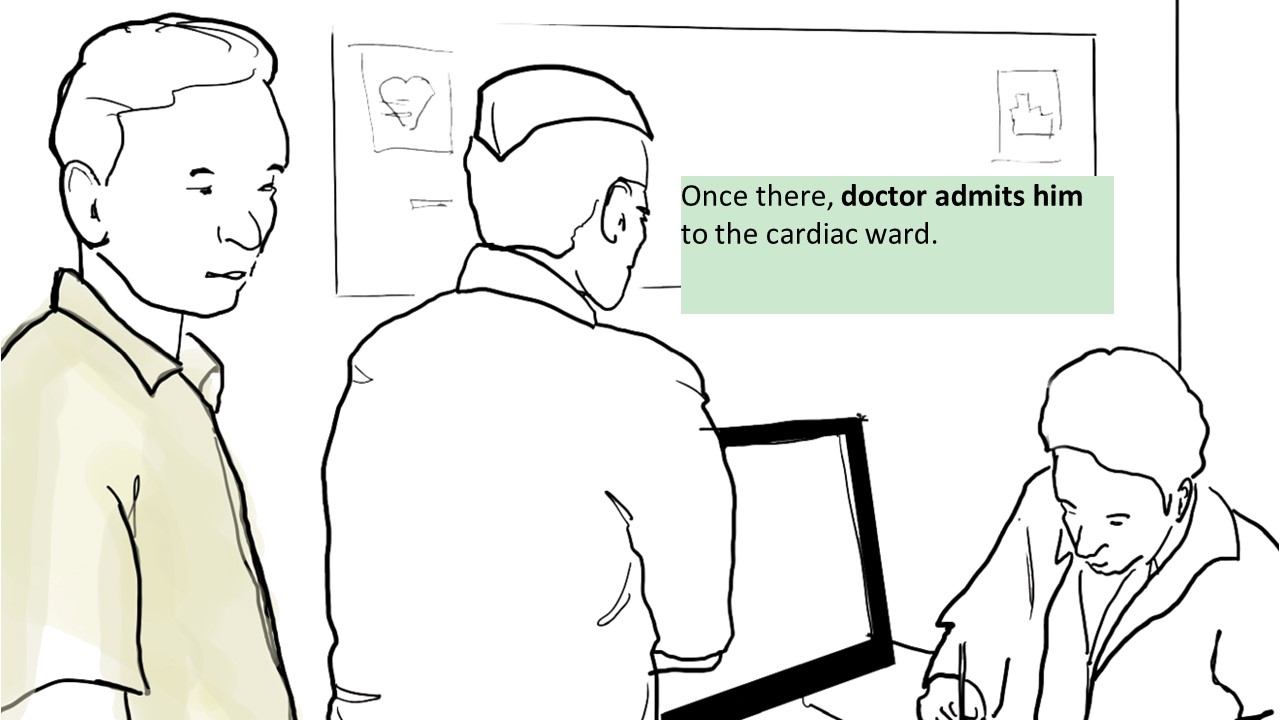 Once there, doctor admits him
to the cardiac ward.